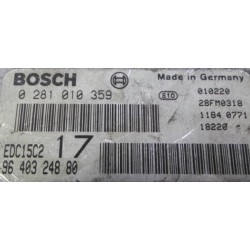 BOSCH
Made in Germany
0 281 010 359
e10
010220
28FM0318
1184 0771
18220
EDC15C2 17
96 403 248 80